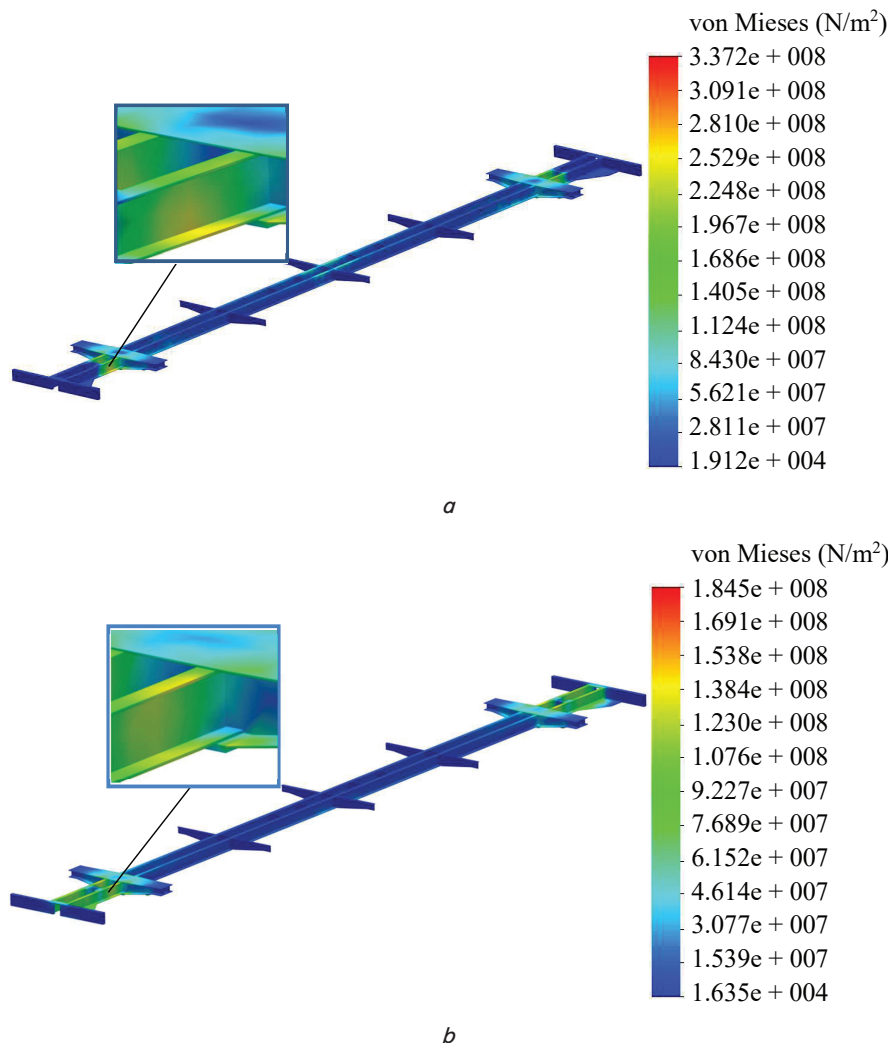 von Mieses (N/m²)
3.372e + 008
3.091e + 008
2.810e + 008
2.529e + 008
2.248e + 008
1.967e + 008
1.686e + 008
1.405e + 008
1.124e + 008
8.430e + 007
5.621e + 007
2.811e + 007
1.912e + 004
a
von Mieses (N/m²)
1.845e + 008
1.691e + 008
1.538e + 008
1.384e + 008
1.230e + 008
1.076e + 008
9.227e + 007
7.689e + 007
6.152e + 007
4.614e + 007
3.077e + 007
1.539e + 007
1.635e + 004
b